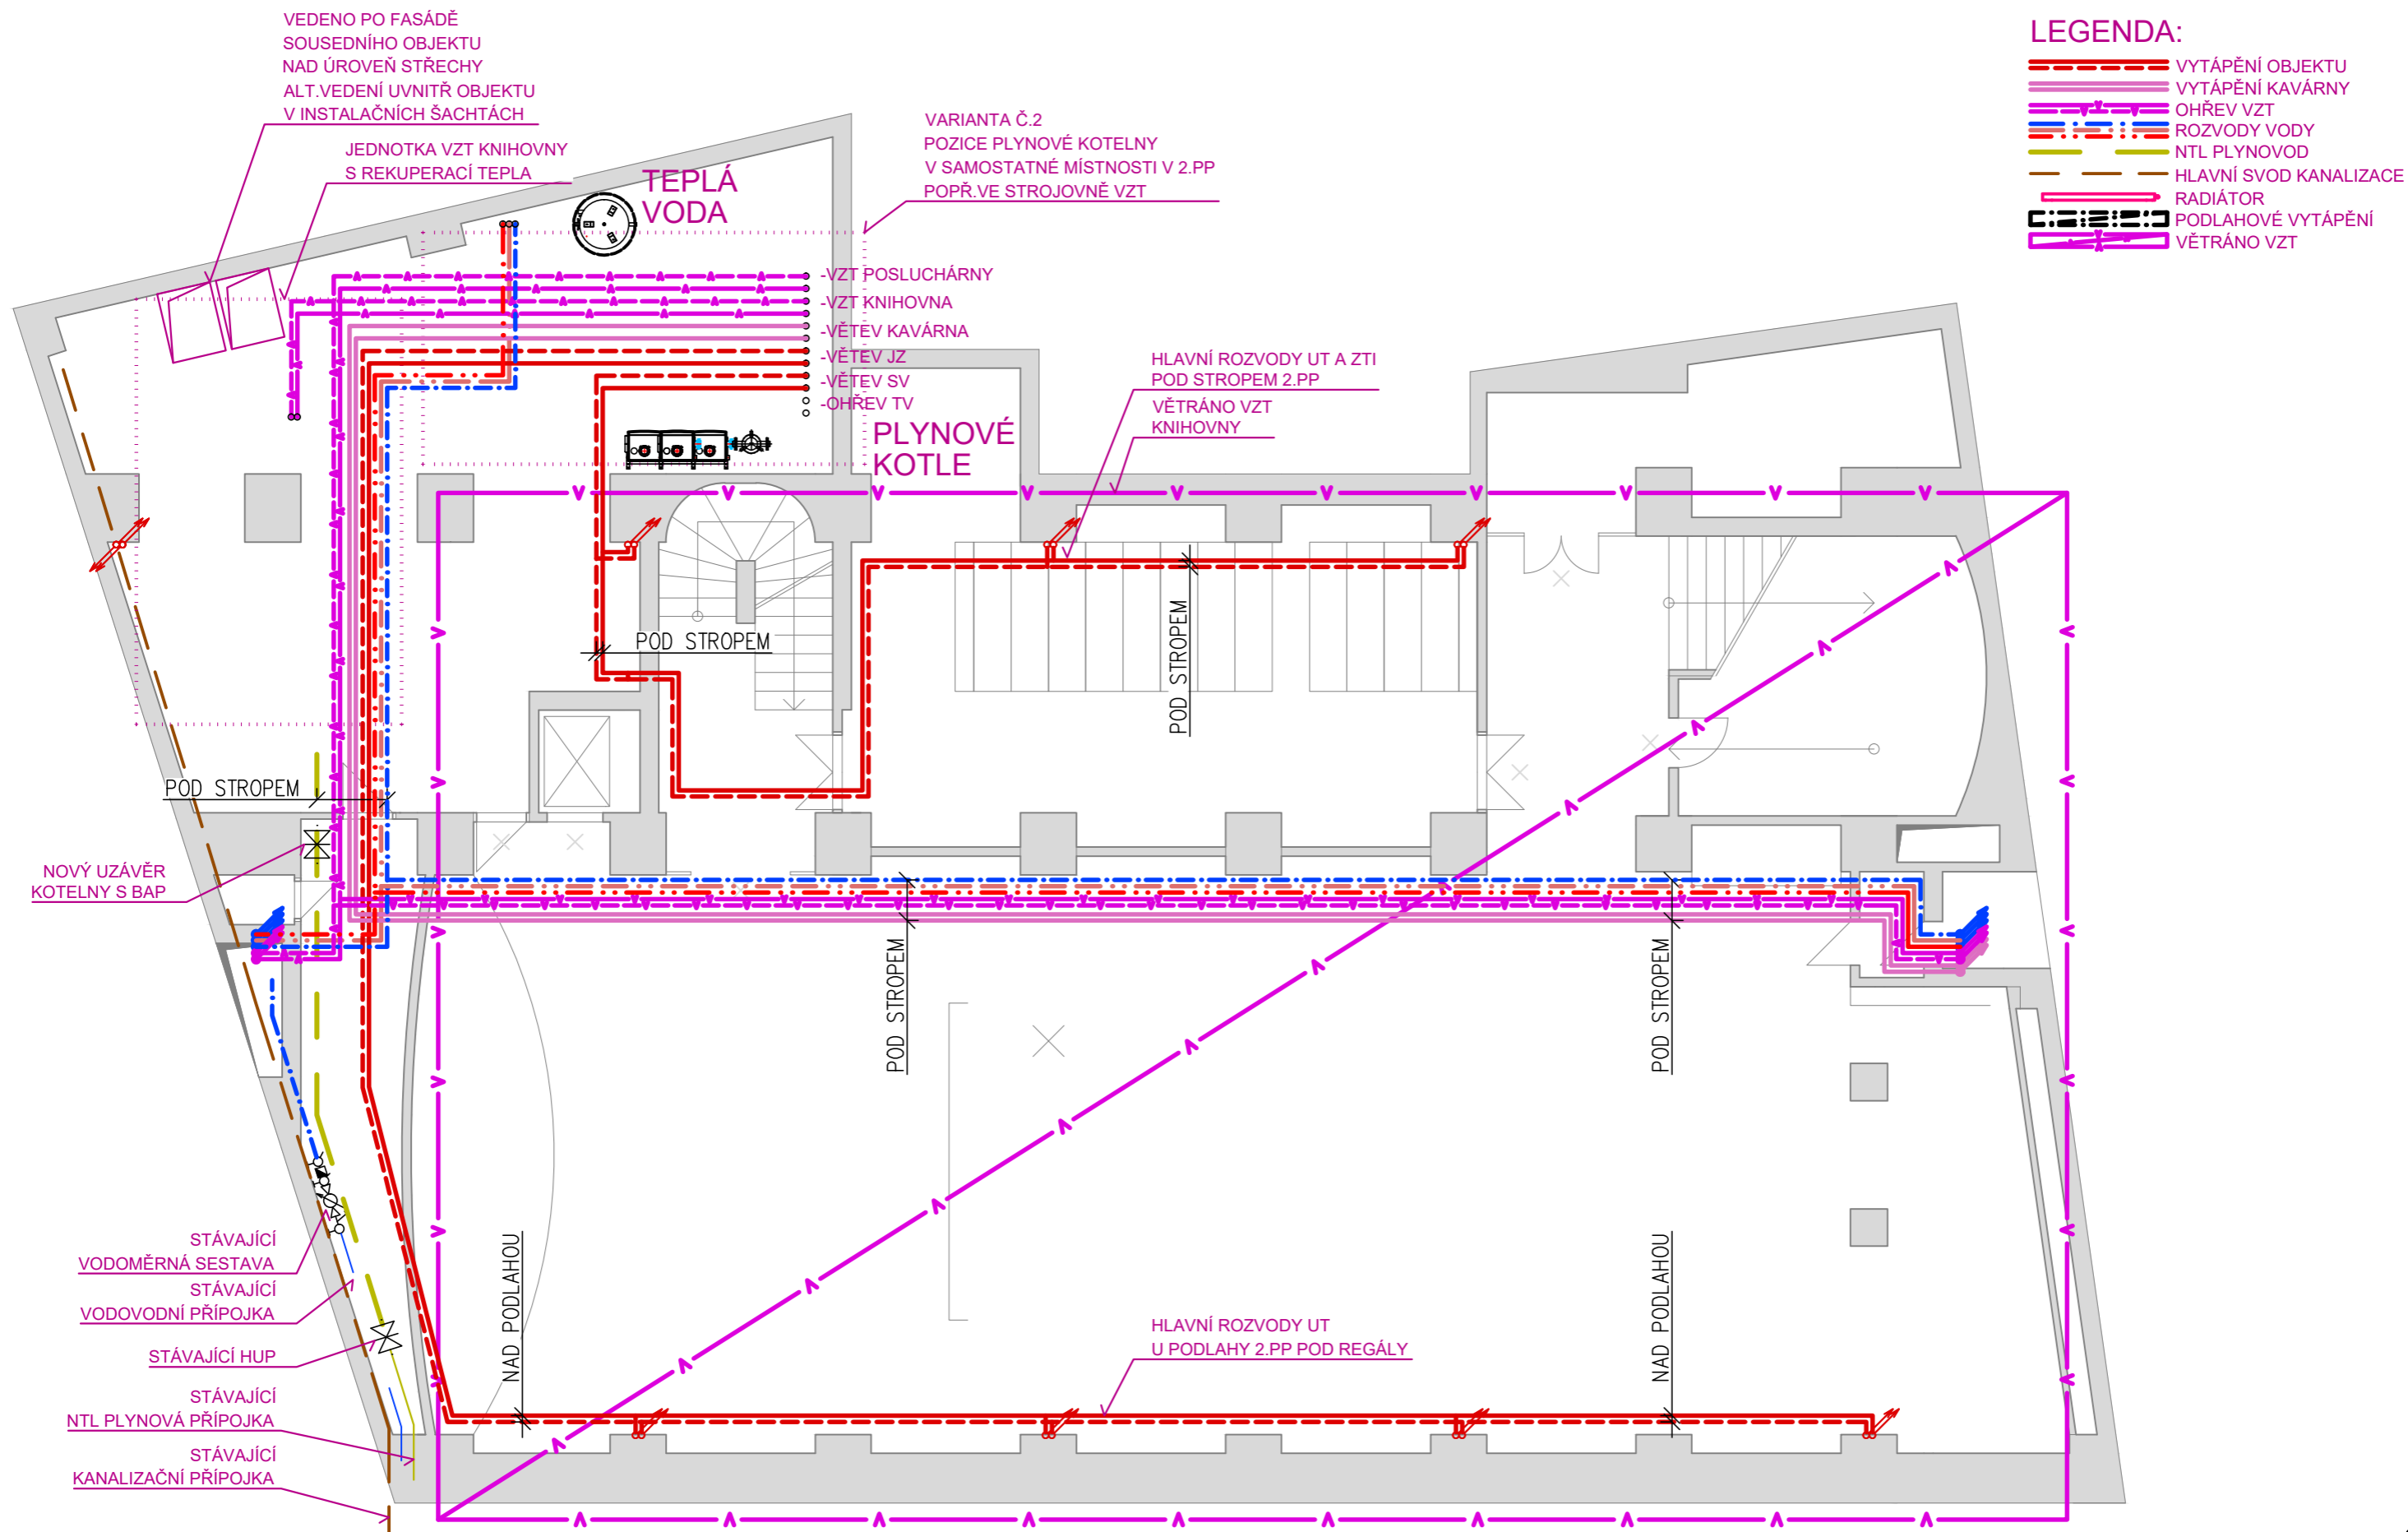 VEDENO PO FASÁDĚ
SOUSEDNÍHO OBJEKTU
NAD ÚROVEŇ STŘECHY
ALT.VEDENÍ UVNITŘ OBJEKTU
V INSTALAČNÍCH ŠACHTÁCH
JEDNOTKA VZT KNIHOVNY
S REKUPERACÍ TEPLA
TEPLÁ
VODA
VARIANTA Č.2
POZICE PLYNOVÉ KOTELNY
V SAMOSTATNÉ MÍSTNOSTI V 2.PP
POPŘ.VE STROJOVNĚ VZT
LEGENDA:
VYTÁPĚNÍ OBJEKTU
VYTÁPĚNÍ KAVÁRNY
OHŘEV VZT
ROZVODY VODY
NTL PLYNOVOD
HLAVNÍ SVOD KANALIZACE
RADIÁTOR
PODLAHOVÉ VYTÁPĚNÍ
VĚTRÁNO VZT
-VZT POSLUCHÁRNY
-VZT KNIHOVNA
-VĚTEV KAVÁRNA
-VĚTEV JZ
-VĚTEV SV
-OHŘEV TV
PLYNOVÉ
KOTLE
HLAVNÍ ROZVODY UT A ZTI
POD STROPEM 2.PP
VĚTRÁNO VZT
KNIHOVNY
POD STROPEM
POD STROPEM
POD STROPEM
NOVÝ UZÁVĚR
KOTELNY S BAP
POD STROPEM
POD STROPEM
STÁVAJÍCÍ
VODOMĚRNÁ SESTAVA
STÁVAJÍCÍ
VODOVODNÍ PŘÍPOJKA
STÁVAJÍCÍ HUP
STÁVAJÍCÍ
NTL PLYNOVÁ PŘÍPOJKA
STÁVAJÍCÍ
KANALIZAČNÍ PŘÍPOJKA
NAD PODLAHOU
HLAVNÍ ROZVODY UT
U PODLAHY 2.PP POD REGÁLY
NAD PODLAHOU